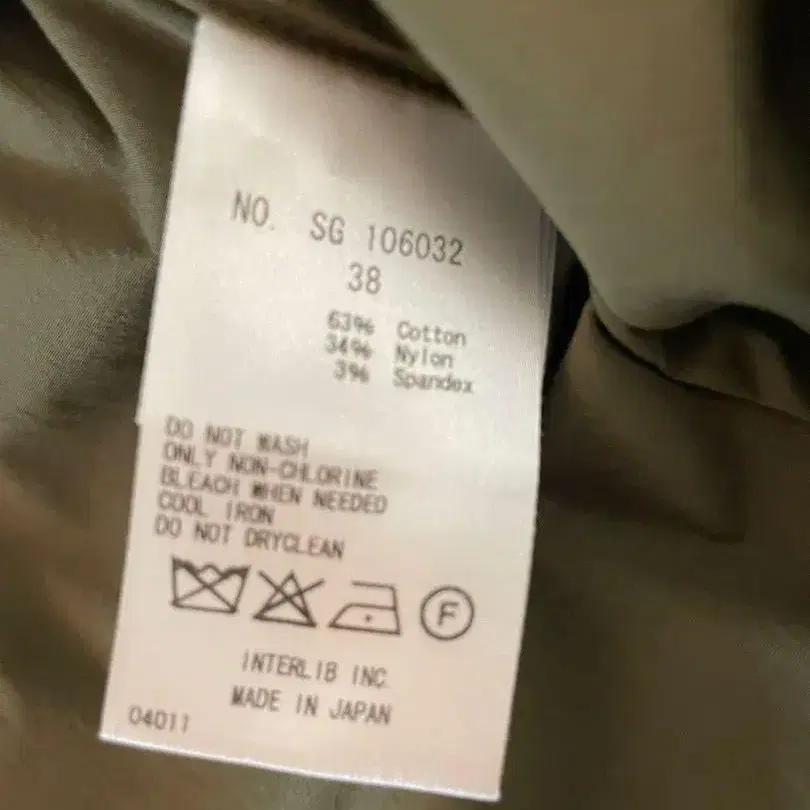 NO. SG 106032
38
63% Cotton
34% Nylon
3% Spandex
DO NOT WASH
ONLY NON-CHLORINE
BLEACH WHEN NEEDED
COOL IRON
DO NOT DRYCLEAN
F
INTERLIB INC.
MADE IN JAPAN
04011